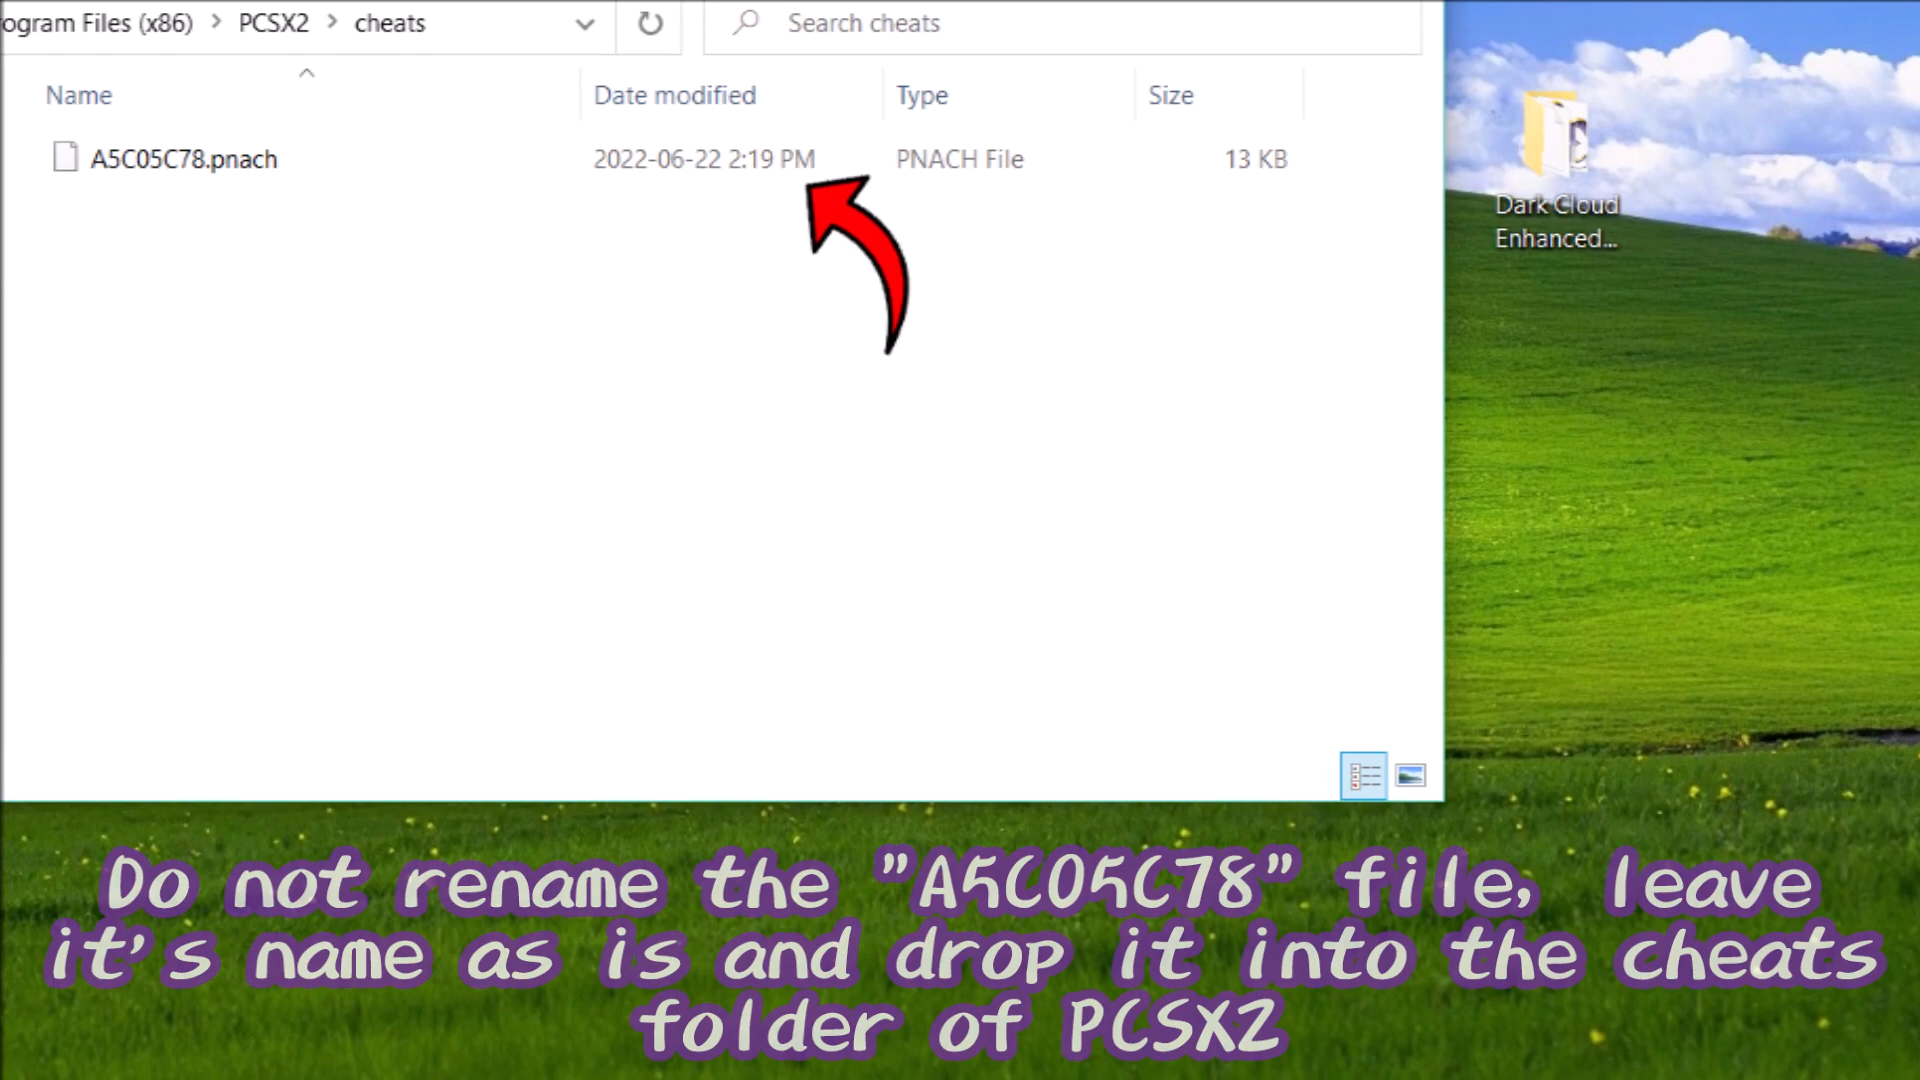 ogram Files (x86) > PCSX2 > cheats
Search cheats
Name Date modified Type Size
A5C05C78.pnach 2022-06-22 2:19 PM PNACH File 13 KB
Dark Cloud
Enhanced...
Do not rename the "A5C05C78" file, leave
it's name as is and drop it into the cheats
folder of PCSX2